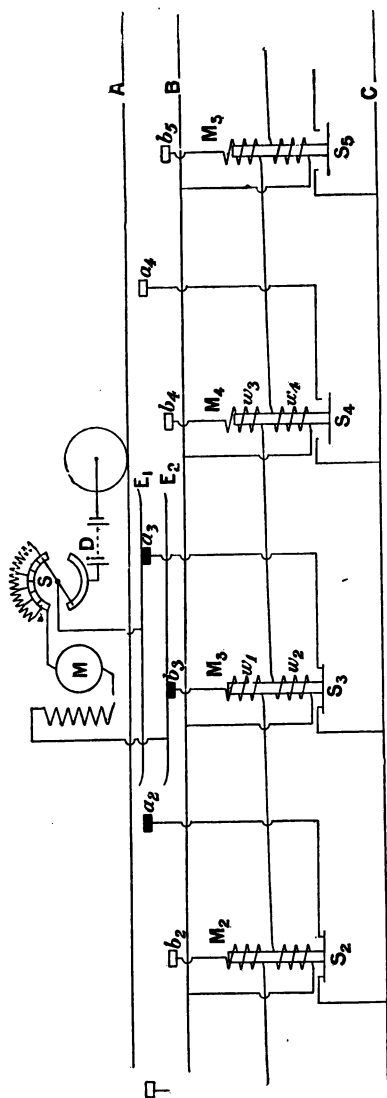 S
D
M
A
E₁
E₂
a₂
a₃
a₄
b₂
b₃
b₄
b₅
B
M₂
M₃
M₄
M₅
w₁
w₃
w₂
w₄
S₂
S₃
S₄
S₅
C